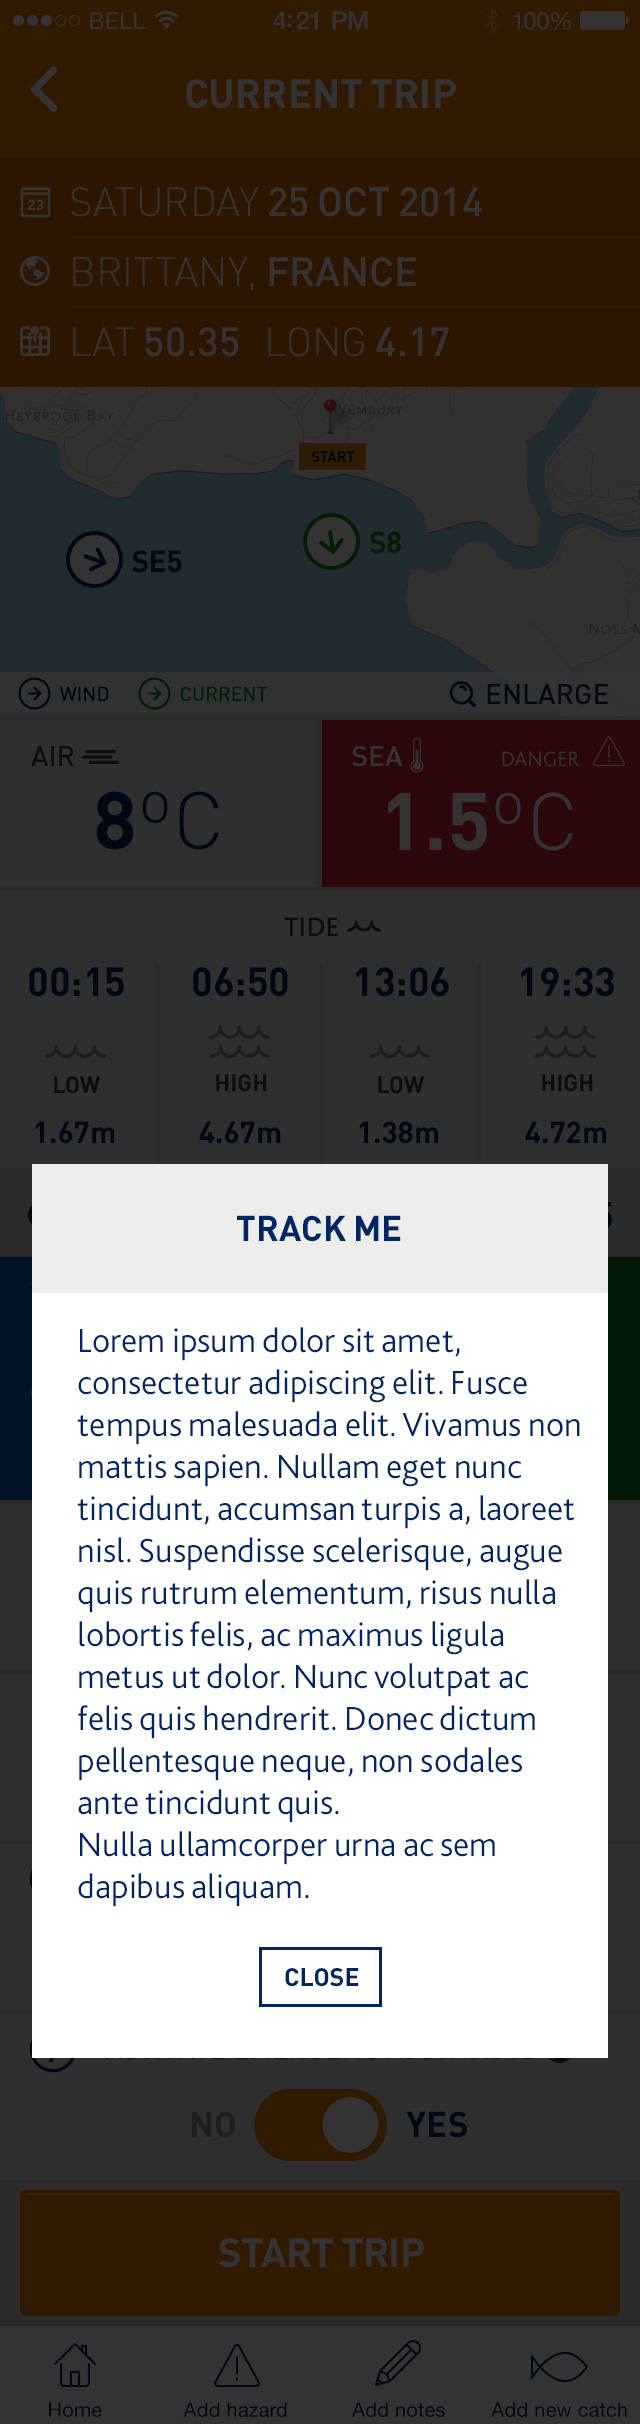 BELL 4:21 PM 100%
CURRENT TRIP
23
SATURDAY 25 OCT 2014
BRITTANY, FRANCE
LAT 50.35 LONG 4.17
HEYBROOK BAY
WEMBURY
START
SE5
S8
NOSS M
WIND CURRENT ENLARGE
AIR
8ºC
SEA DANGER
1.5ºC
TIDE
00:15 06:50 13:06 19:33
LOW HIGH LOW HIGH
1.67m 4.67m 1.38m 4.72m
TRACK ME
Lorem ipsum dolor sit amet,
consectetur adipiscing elit. Fusce
tempus malesuada elit. Vivamus non
mattis sapien. Nullam eget nunc
tincidunt, accumsan turpis a, laoreet
nisl. Suspendisse scelerisque, augue
quis rutrum elementum, risus nulla
lobortis felis, ac maximus ligula
metus ut dolor. Nunc volutpat ac
felis quis hendrerit. Donec dictum
pellentesque neque, non sodales
ante tincidunt quis.
Nulla ullamcorper urna ac sem
dapibus aliquam.
CLOSE
NO YES
START TRIP
Home Add hazard Add notes Add new catch